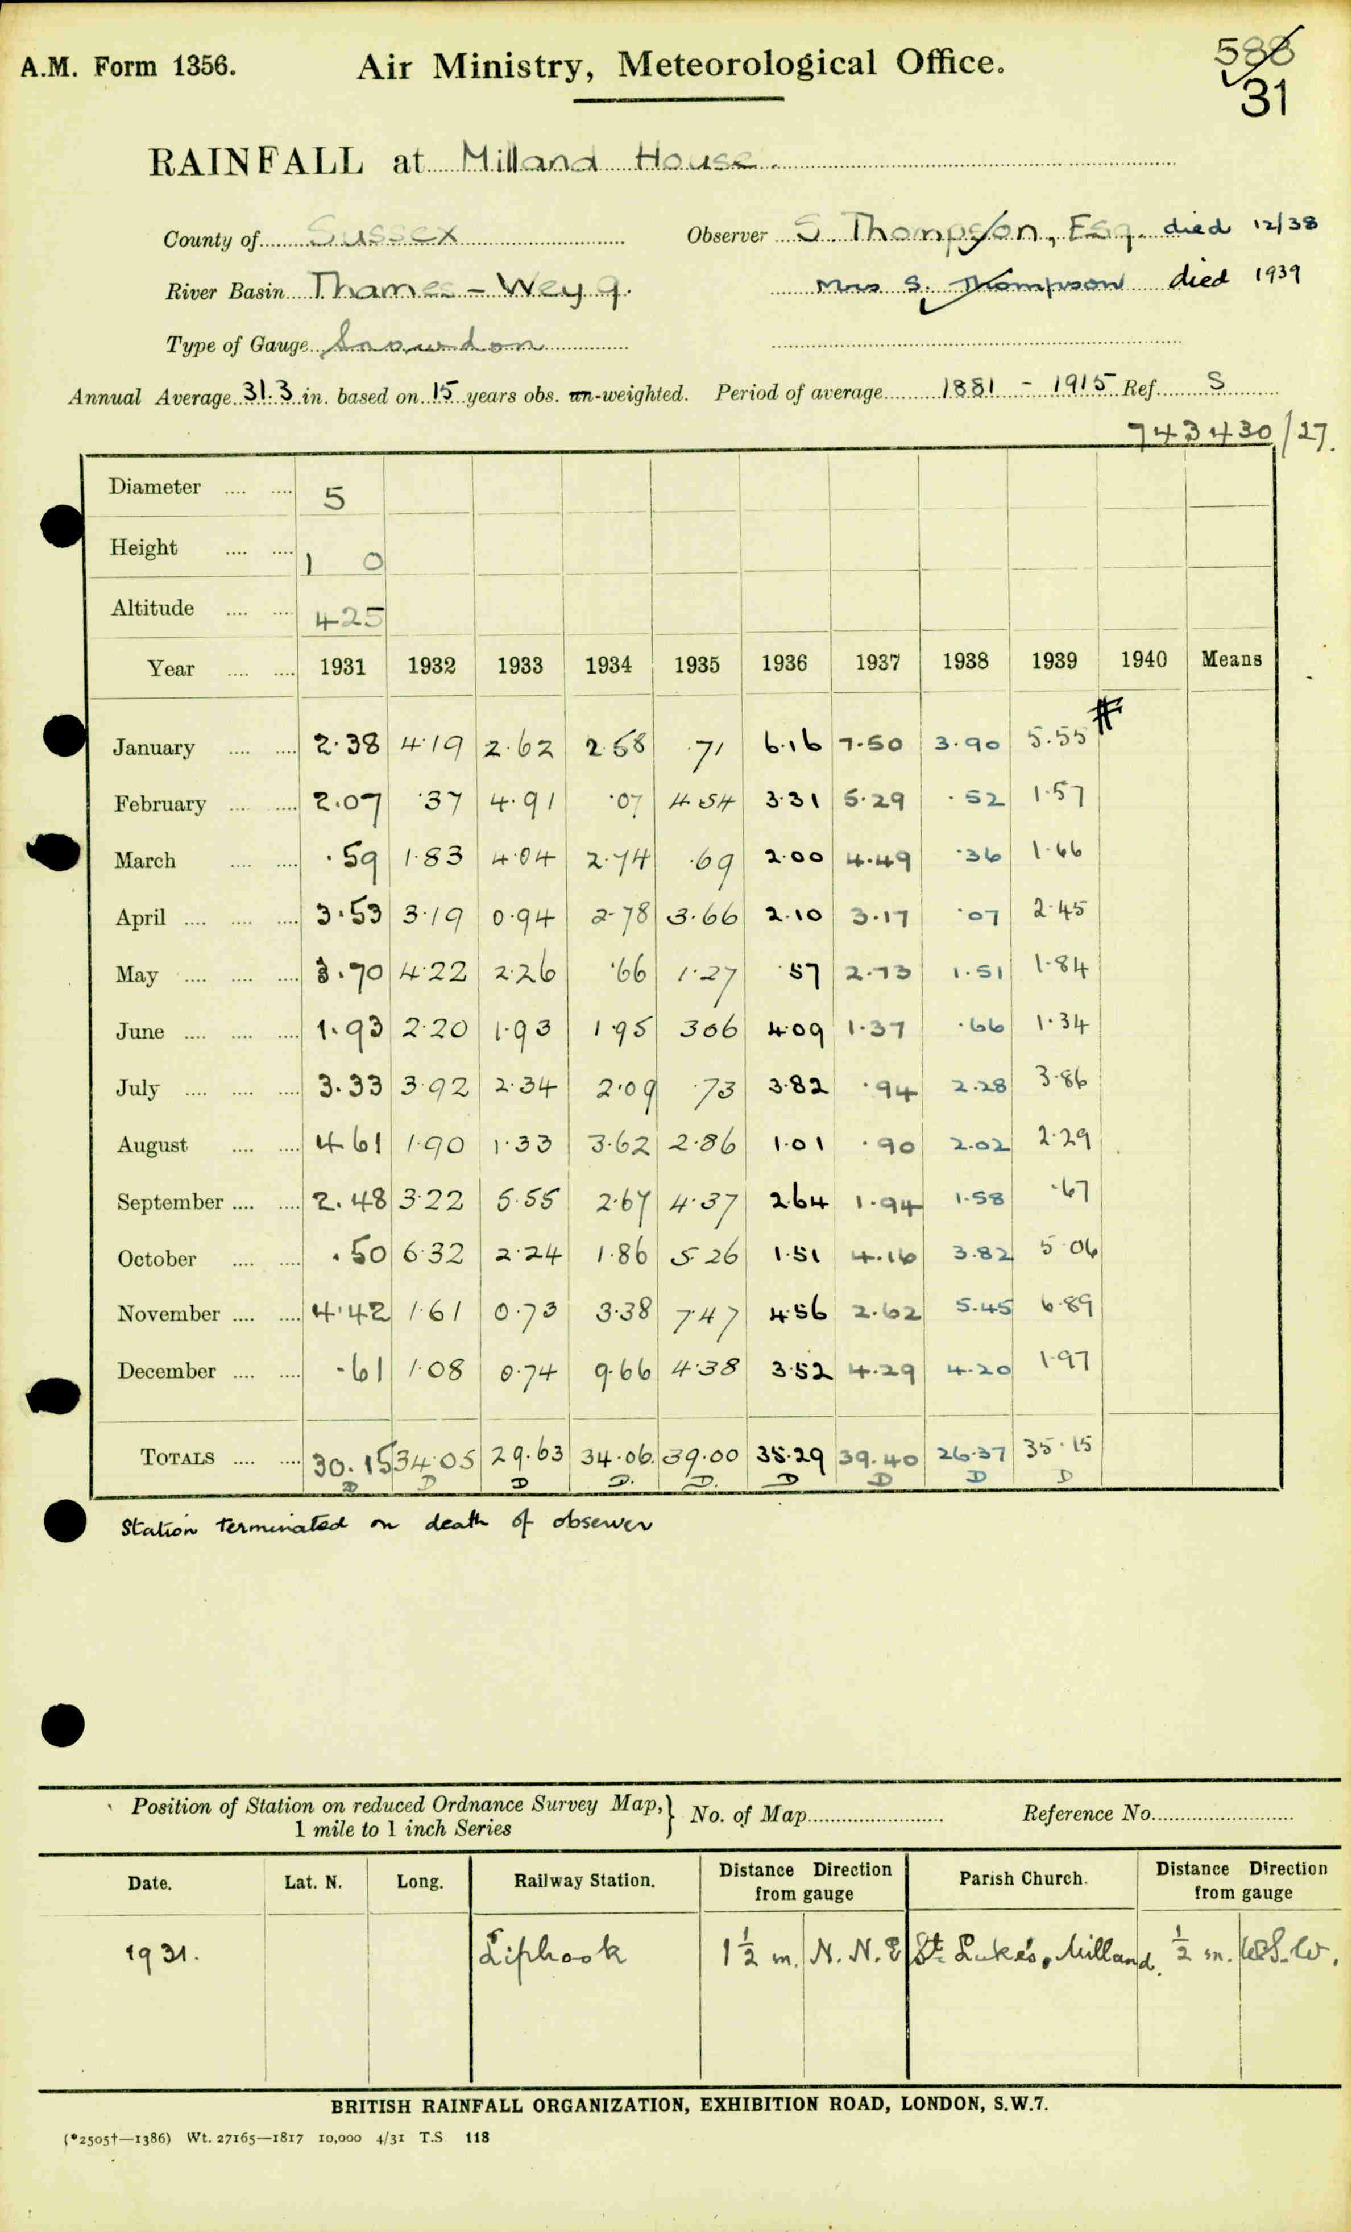 A.M. Form 1356. Air Ministry, Meteorological Office. 588
31
RAINFALL at Milland House.
County of Sussex Observer S. Thompson, Esq. died 12/38
River Basin Thames - Wey 9. Mrs S. Thompson died 1939
Type of Gauge Snowdon
Annual Average 31.3 in. based on 15 years obs. un-weighted. Period of average 1881 - 1915 Ref. S
743430/27.
Diameter 5
Height 1 0
Altitude 425
Year 1931 1932 1933 1934 1935 1936 1937 1938 1939 1940 Means
January 2.38 4.19 2.62 2.58 .71 6.16 7.50 3.90 5.55 #
February 2.07 .37 4.91 .07 4.54 3.31 5.29 .52 1.57
March .59 1.83 4.04 2.74 .69 2.00 4.49 .36 1.66
April 3.53 3.19 0.94 2.78 3.66 2.10 3.17 .07 2.45
May 3.70 4.22 2.26 .66 1.27 .57 2.73 1.51 1.84
June 1.93 2.20 1.93 1.95 3.06 4.09 1.37 .66 1.34
July 3.33 3.92 2.34 2.09 .73 3.82 .94 2.28 3.86
August 4.61 1.90 1.33 3.62 2.86 1.01 .90 2.02 2.29
September 2.48 3.22 5.55 2.67 4.37 2.64 1.94 1.58 .67
October .50 6.32 2.24 1.86 5.26 1.51 4.16 3.82 5.06
November 4.42 1.61 0.73 3.38 7.47 4.56 2.62 5.45 6.89
December .61 1.08 0.74 9.66 4.38 3.52 4.29 4.20 1.97
TOTALS 30.15 34.05 29.63 34.06. 39.00 35.29 39.40 26.37 35.15
D D D D. D. D D D D
Station terminated on death of observer
Position of Station on reduced Ordnance Survey Map, } No. of Map Reference No.
1 mile to 1 inch Series
Date. Lat. N. Long. Railway Station. Distance Direction from gauge Parish Church. Distance Direction from gauge
1931. Liphook 1 1/2 m. N.N.E St. Luke's, Milland. 1/2 m. W.S.W.
BRITISH RAINFALL ORGANIZATION, EXHIBITION ROAD, LONDON, S.W.7.
(*2505†—1386) Wt. 27165—1817 10,000 4/31 T.S 118